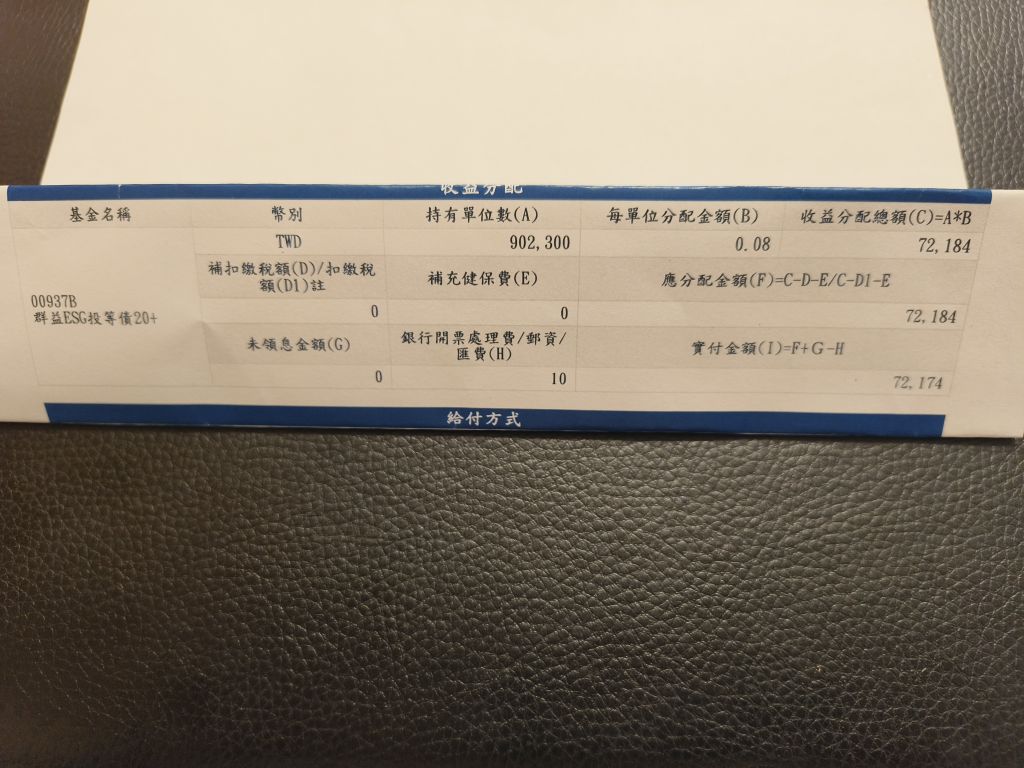 收益分配
基金名稱 幣別 持有單位數(A) 每單位分配金額(B) 收益分配總額(C)=A*B
TWD 902,300 0.08 72,184
補扣繳稅額(D)/扣繳稅
額(D1)註 補充健保費(E) 應分配金額(F)=C-D-E/C-D1-E
00937B
群益ESG投等債20+
0 0 72,184
未領息金額(G) 銀行開票處理費/郵資/
匯費(H) 實付金額(I)=F+G-H
0 10 72,174
給付方式